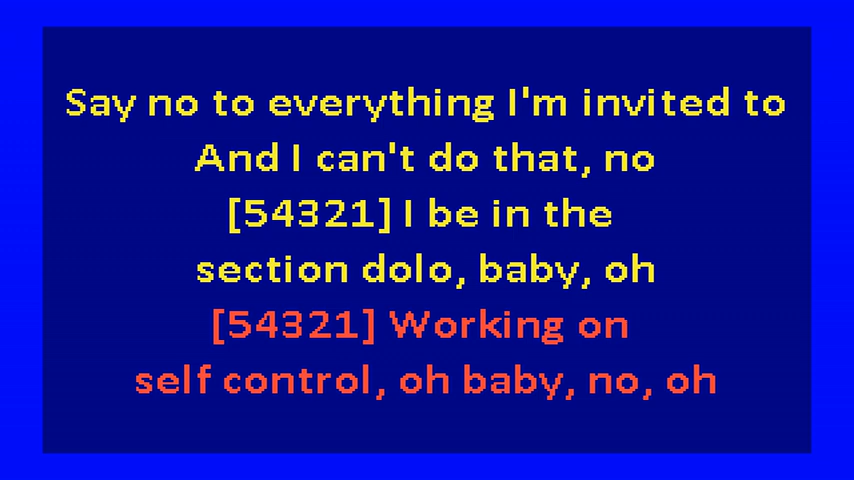 Say no to everything I'm invited to
And I can't do that, no
[54321] I be in the
section dolo, baby, oh
[54321] Working on
self control, oh baby, no, oh